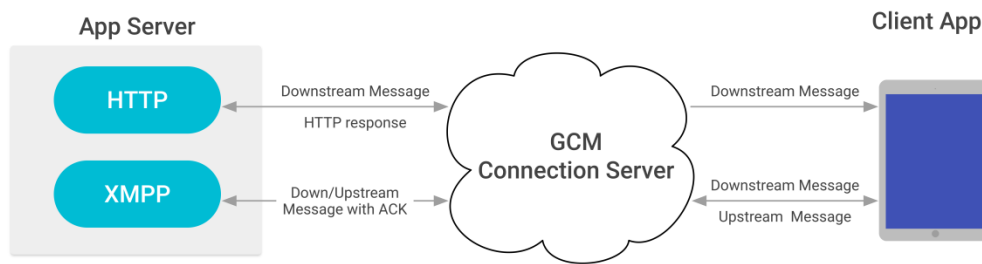 App Server
Client App
HTTP
Downstream Message
HTTP response
GCM
Connection Server
Downstream Message
XMPP
Down/Upstream
Message with ACK
Downstream Message
Upstream Message